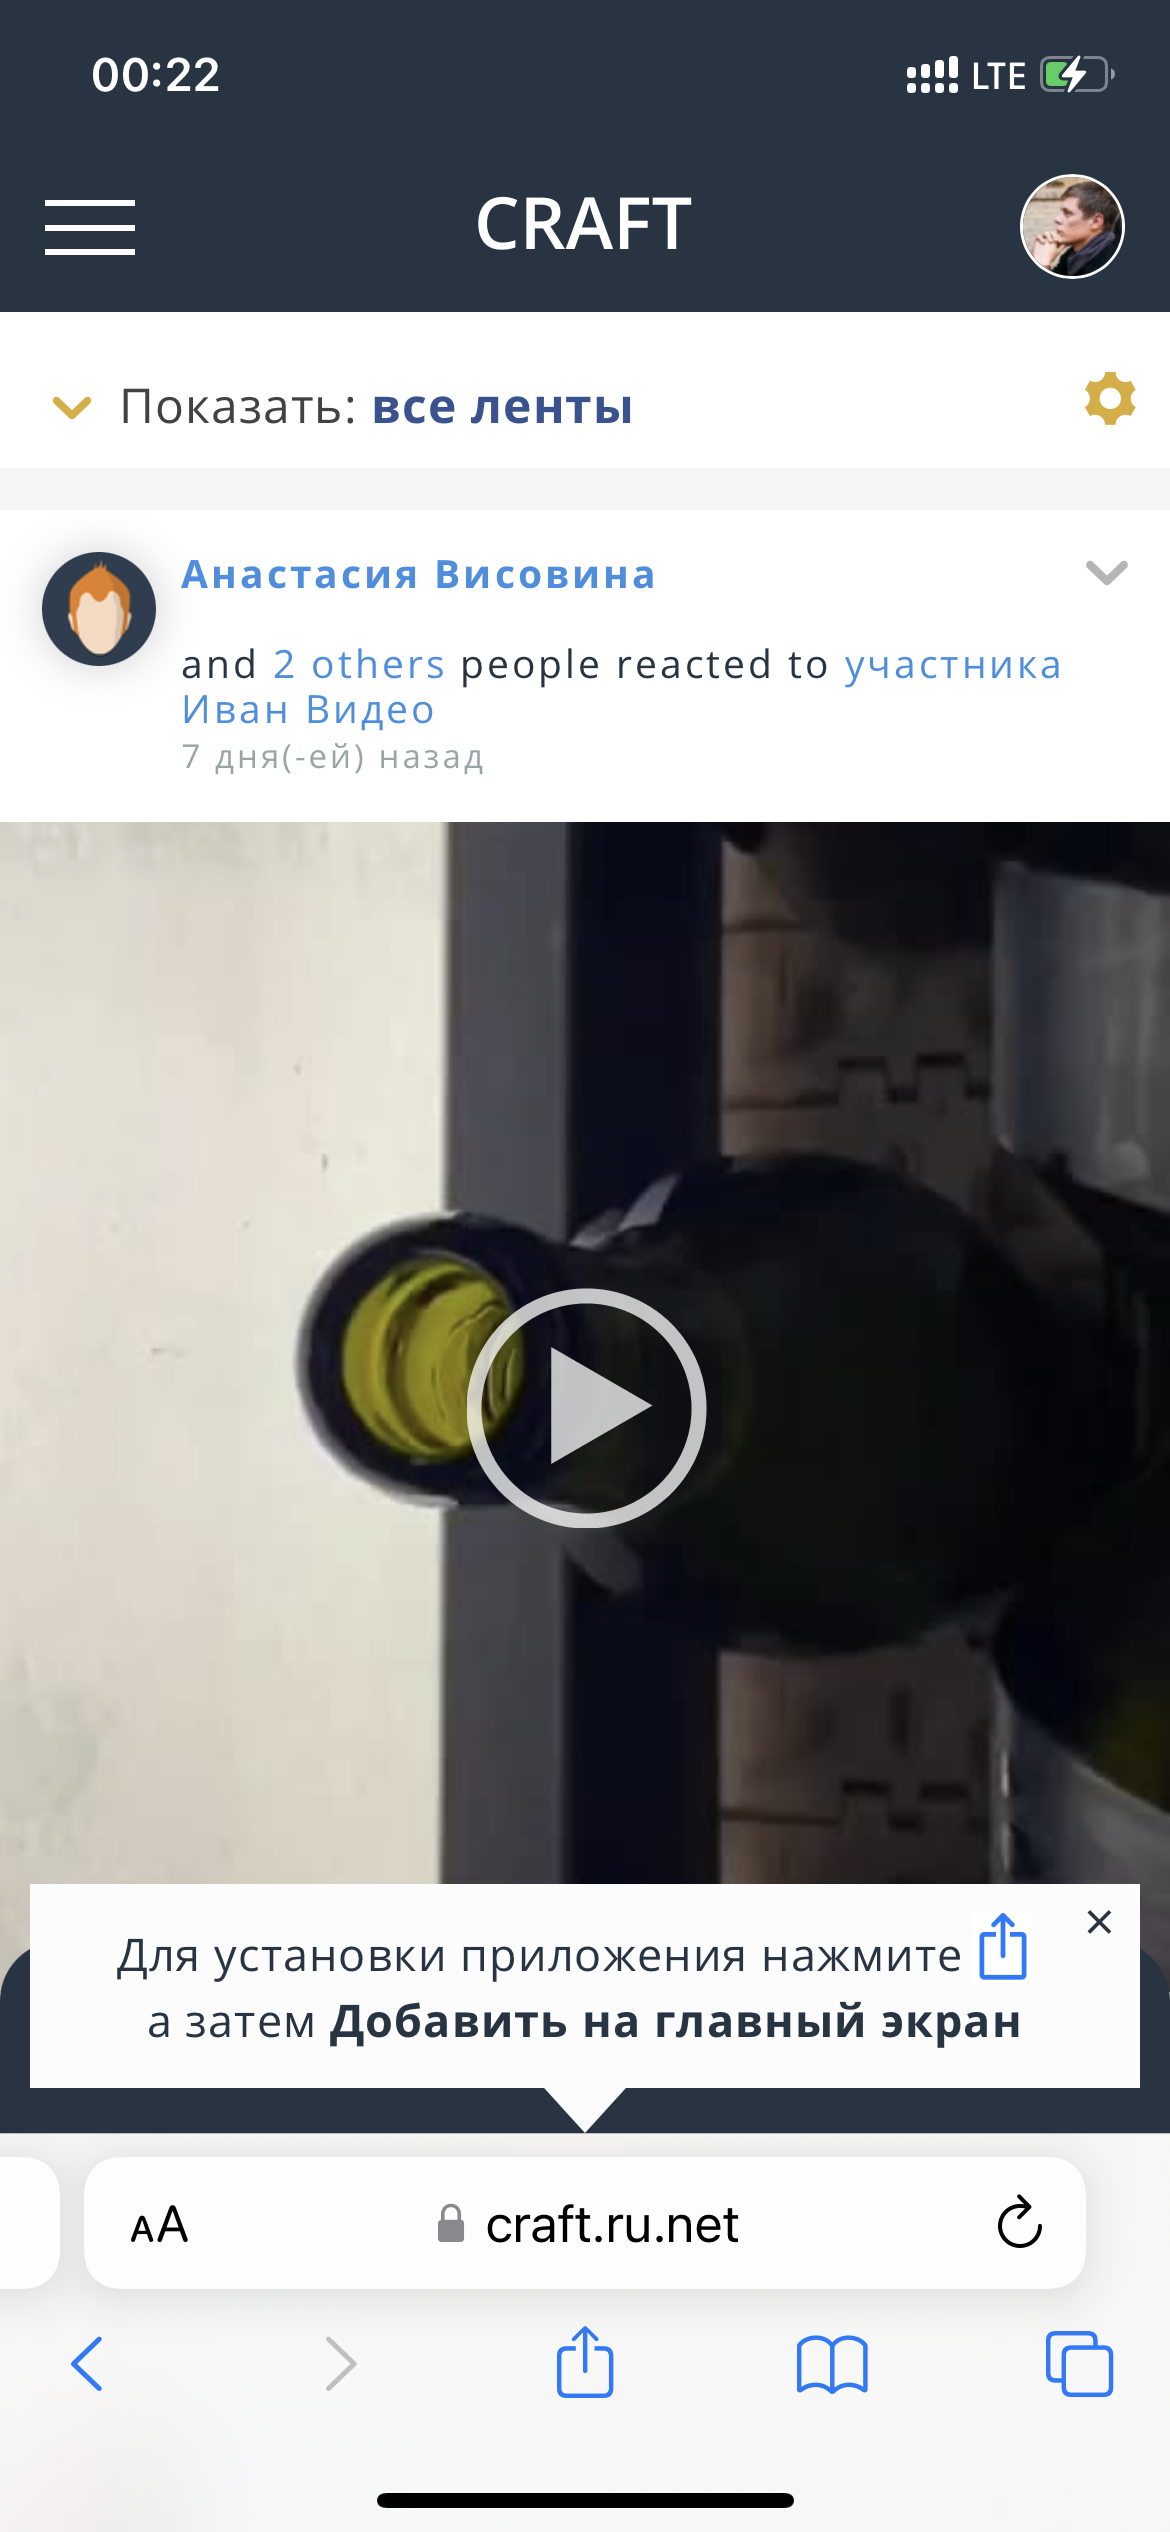 00:22
LTE
CRAFT
Показать: все ленты
Анастасия Висовина
and 2 others people reacted to участника
Иван Видео
7 дня(-ей) назад
Для установки приложения нажмите
а затем Добавить на главный экран
AA
craft.ru.net